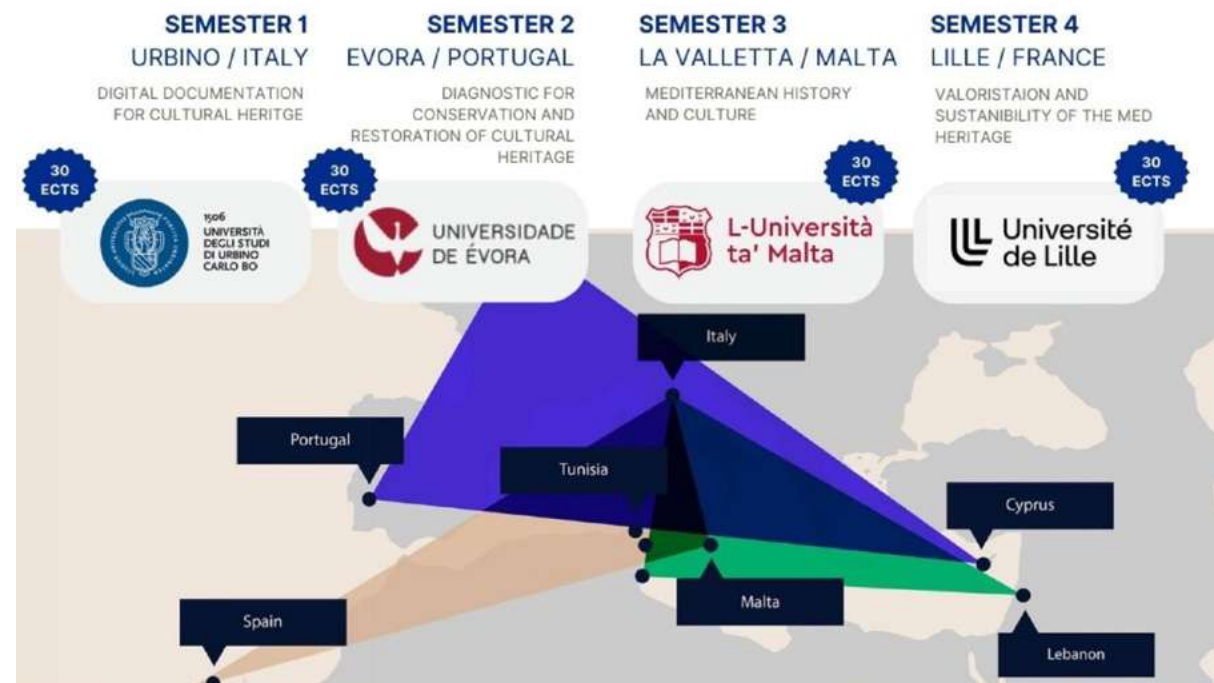 SEMESTER 1
URBINO / ITALY
DIGITAL DOCUMENTATION
FOR CULTURAL HERITGE
30
ECTS
1506
UNIVERSITÀ
DEGLI STUDI
DI URBINO
CARLO BO
SEMESTER 2
EVORA / PORTUGAL
DIAGNOSTIC FOR
CONSERVATION AND
RESTORATION OF CULTURAL
HERITAGE
30
ECTS
UNIVERSIDADE
DE ÉVORA
SEMESTER 3
LA VALLETTA / MALTA
MEDITERRANEAN HISTORY
AND CULTURE
30
ECTS
L-Università
ta' Malta
SEMESTER 4
LILLE / FRANCE
VALORISTAION AND
SUSTANIBILITY OF THE MED
HERITAGE
30
ECTS
Université
de Lille
Italy
Portugal
Tunisia
Cyprus
Malta
Spain
Lebanon